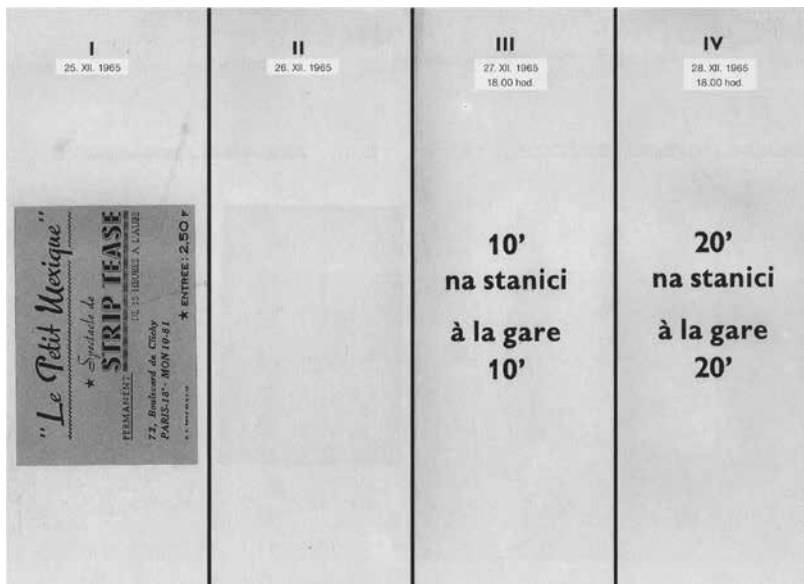 I
25. XII. 1965
"Le Petit Mexique"
★ Spectacle de
STRIP TEASE
PERMANENT DE 15 HEURES A L'AUBE
72, Boulevard de Clichy
PARIS-18ᵉ - MON 10-81
★ ENTRÉE: 2,50 F
II
26. XII. 1965
III
27. XII. 1965
18.00 hod.
10’
na stanici
à la gare
10’
IV
28. XII. 1965
18.00 hod.
20’
na stanici
à la gare
20’